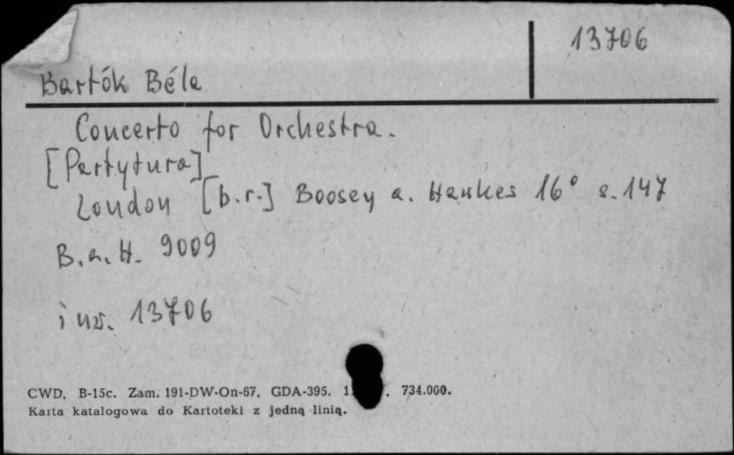 13706
Bartók Béla
Concerto for Orchestra.
[Partytura]
London [b.r.] Boosey a. Hawkes 16° s. 147
B. a. H. 9009
inw. 13706
CWD. B-15c. Zam. 191-DW-On-67. GDA-395. 734.000.
Karta katalogowa do Kartoteki z jedną linią.